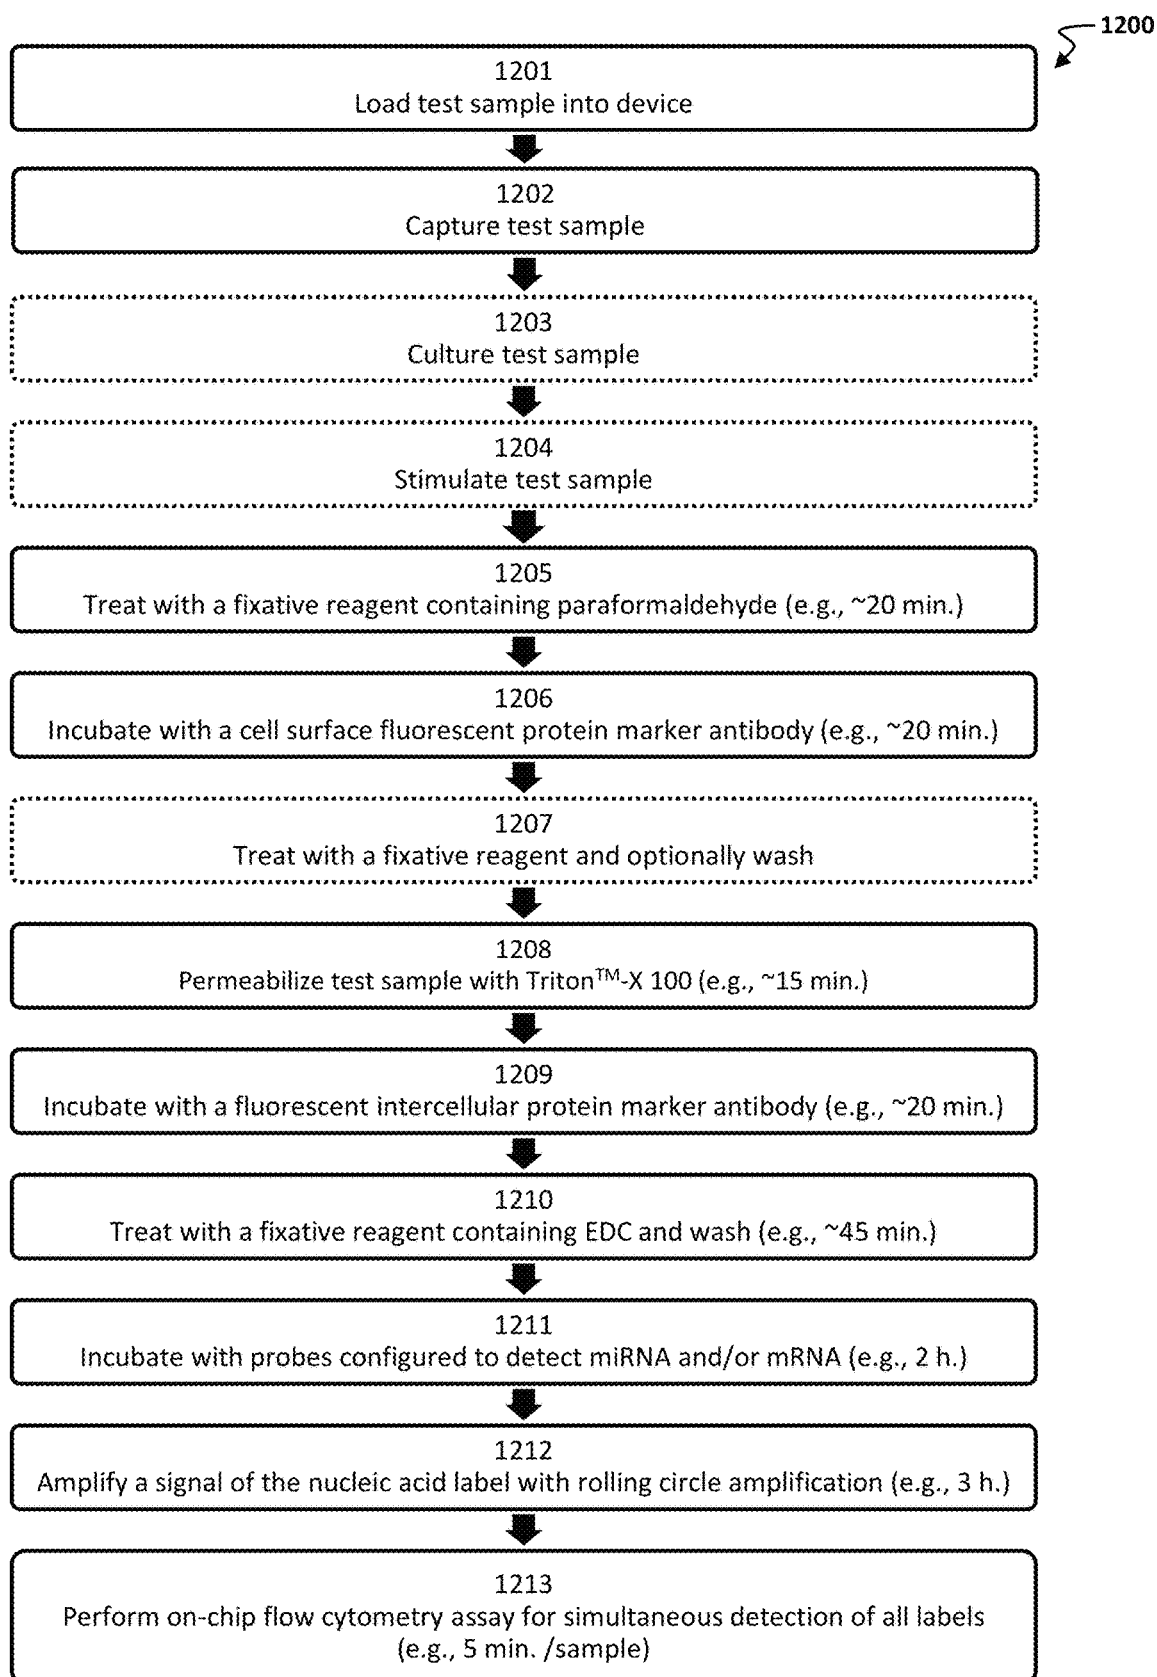 1200
1201
Load test sample into device
1202
Capture test sample
1203
Culture test sample
1204
Stimulate test sample
1205
Treat with a fixative reagent containing paraformaldehyde (e.g., ~20 min.)
1206
Incubate with a cell surface fluorescent protein marker antibody (e.g., ~20 min.)
1207
Treat with a fixative reagent and optionally wash
1208
Permeabilize test sample with Triton™-X 100 (e.g., ~15 min.)
1209
Incubate with a fluorescent intercellular protein marker antibody (e.g., ~20 min.)
1210
Treat with a fixative reagent containing EDC and wash (e.g., ~45 min.)
1211
Incubate with probes configured to detect miRNA and/or mRNA (e.g., 2 h.)
1212
Amplify a signal of the nucleic acid label with rolling circle amplification (e.g., 3 h.)
1213
Perform on-chip flow cytometry assay for simultaneous detection of all labels
(e.g., 5 min. /sample)